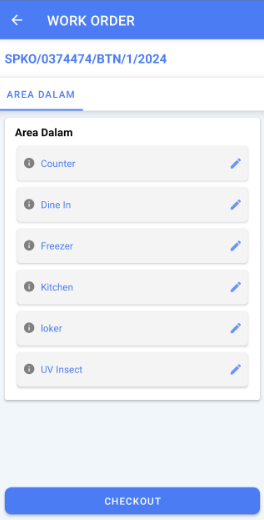 WORK ORDER
SPKO/0374474/BTN/1/2024
AREA DALAM
Area Dalam
Counter
Dine In
Freezer
Kitchen
loker
UV Insect
CHECKOUT